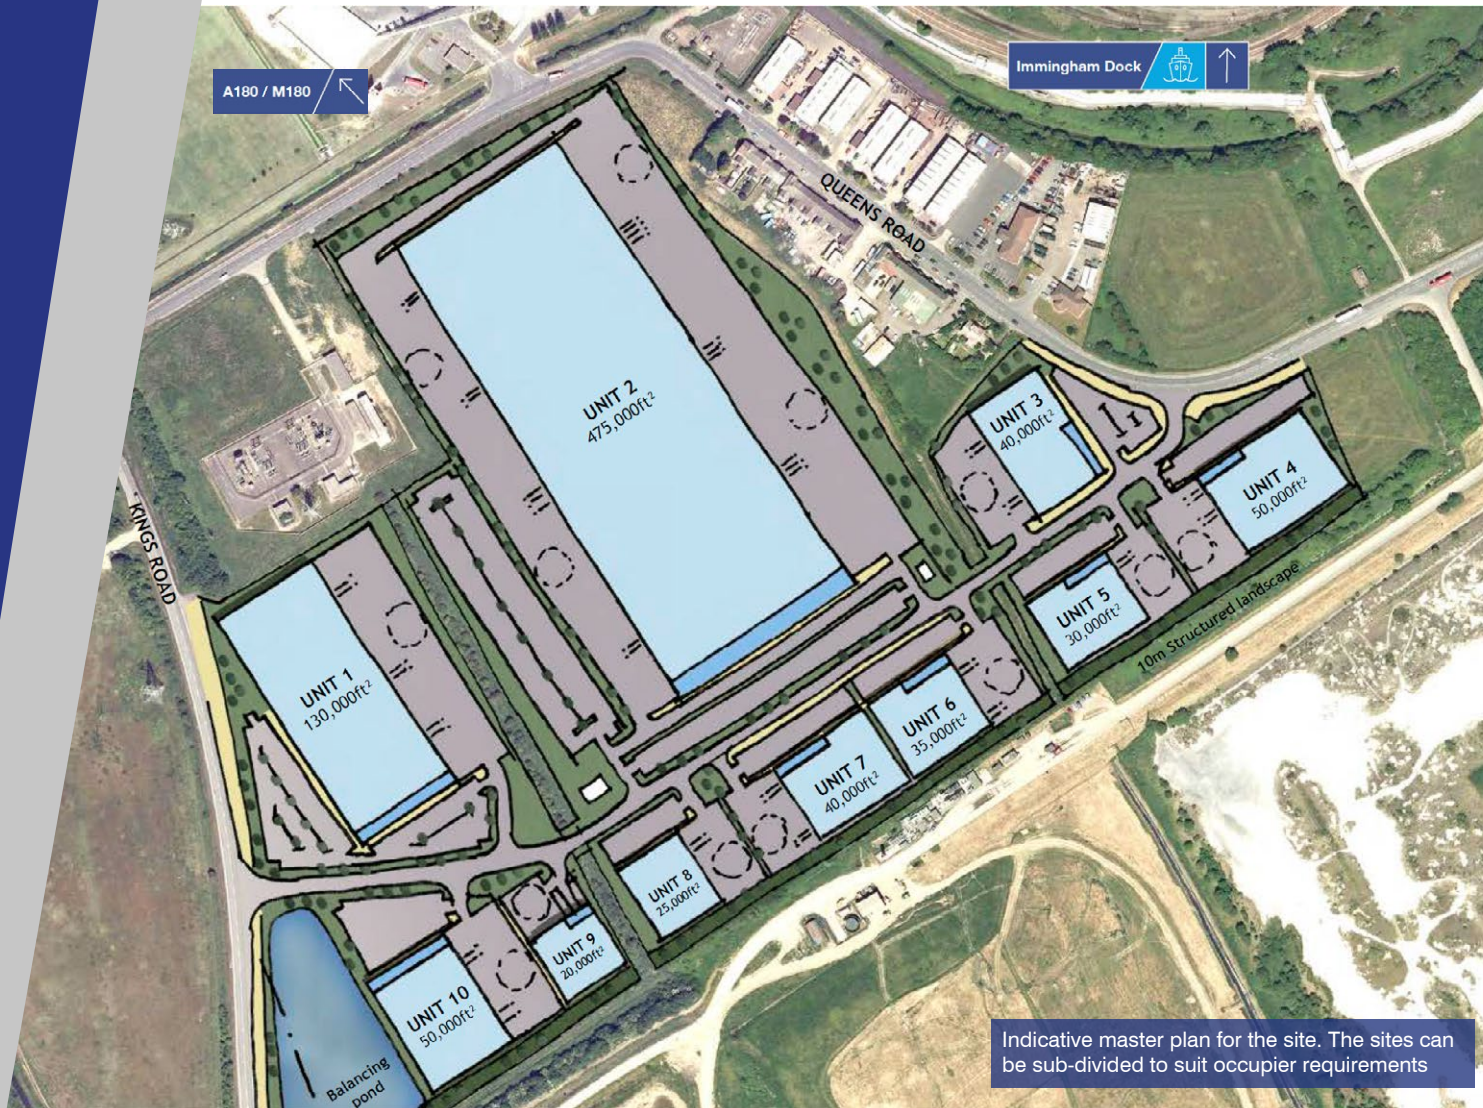 A180 / M180
Immingham Dock
QUEENS ROAD
KINGS ROAD
UNIT 2
475,000ft²
UNIT 3
40,000ft²
UNIT 4
50,000ft²
UNIT 5
30,000ft²
10m Structured landscape
UNIT 1
130,000ft²
UNIT 6
35,000ft²
UNIT 7
40,000ft²
UNIT 8
25,000ft²
UNIT 9
20,000ft²
UNIT 10
50,000ft²
Balancing
pond
Indicative master plan for the site. The sites can
be sub-divided to suit occupier requirements